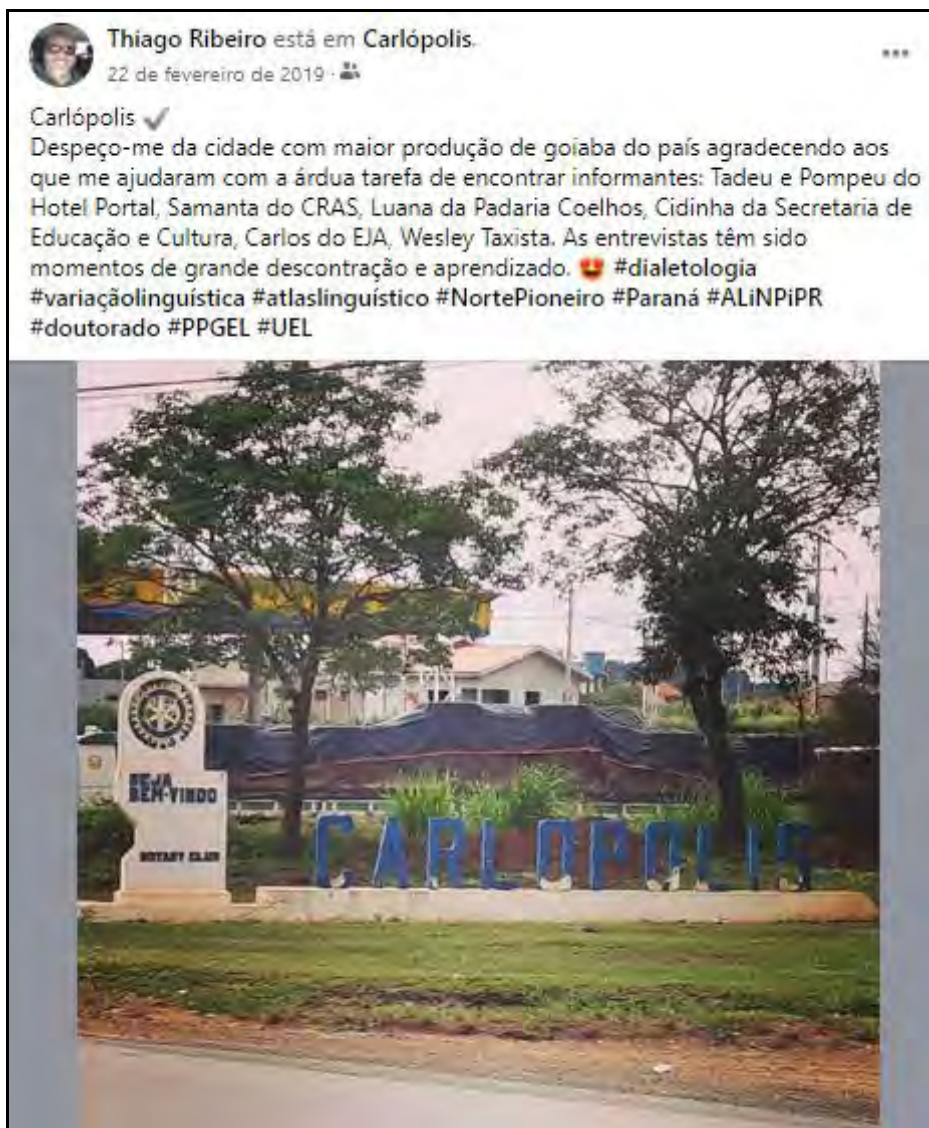 Thiago Ribeiro está em Carlópolis.
22 de fevereiro de 2019 ·
Carlópolis ✔
Despeço-me da cidade com maior produção de goiaba do país agradecendo aos
que me ajudaram com a árdua tarefa de encontrar informantes: Tadeu e Pompeu do
Hotel Portal, Samanta do CRAS, Luana da Padaria Coelhos, Cidinha da Secretaria de
Educação e Cultura, Carlos do EJA, Wesley Taxista. As entrevistas têm sido
momentos de grande descontração e aprendizado. 😍 #dialetologia
#variaçãolinguística #atlaslinguístico #NortePioneiro #Paraná #ALiNPiPR
#doutorado #PPGEL #UEL
SEJA
BEM-VINDO
ROTARY CLUB
CARLOPOLIS